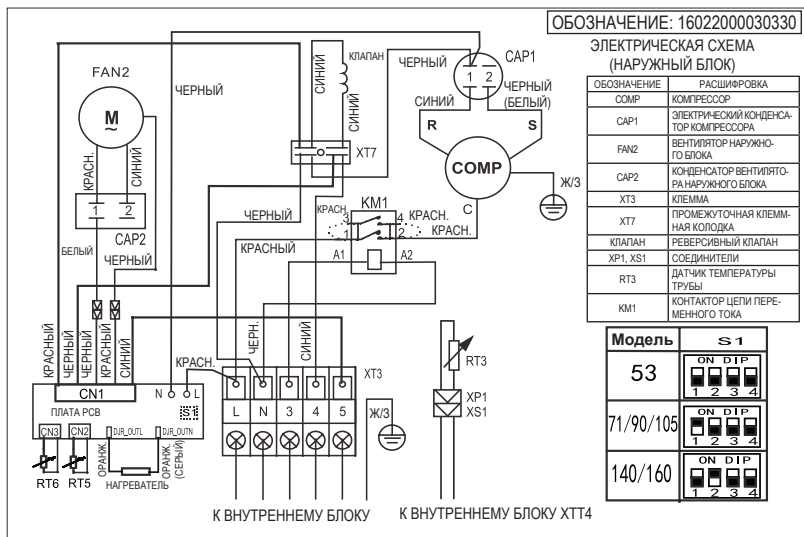 ОБОЗНАЧЕНИЕ: 16022000030330
ЭЛЕКТРИЧЕСКАЯ СХЕМА
(НАРУЖНЫЙ БЛОК)
ОБОЗНАЧЕНИЕ РАСШИФРОВКА
COMP КОМПРЕССОР
CAP1 ЭЛЕКТРИЧЕСКИЙ КОНДЕНСА-
ТОР КОМПРЕССОРА
FAN2 ВЕНТИЛЯТОР НАРУЖНО-
ГО БЛОКА
CAP2 КОНДЕНСАТОР ВЕНТИЛЯТО-
РА НАРУЖНОГО БЛОКА
XT3 КЛЕММА
XT7 ПРОМЕЖУТОЧНАЯ КЛЕММ-
НАЯ КОЛОДКА
КЛАПАН РЕВЕРСИВНЫЙ КЛАПАН
XP1, XS1 СОЕДИНИТЕЛИ
RT3 ДАТЧИК ТЕМПЕРАТУРЫ
ТРУБЫ
KM1 КОНТАКТОР ЦЕПИ ПЕРЕ-
МЕННОГО ТОКА
Модель S1
53 ON DIP
1 2 3 4
71/90/105 ON DIP
1 2 3 4
140/160 ON DIP
1 2 3 4
FAN2
M
~
КРАСН.
СИНИЙ
1 2
CAP2
БЕЛЫЙ
ЧЕРНЫЙ
ЧЕРНЫЙ
КЛАПАН
СИНИЙ
СИНИЙ
XT7
ЧЕРНЫЙ
CAP1
1 2
СИНИЙ
ЧЕРНЫЙ
(БЕЛЫЙ)
R S
COMP
C
Ж/З
KM1
КРАСН.
3 4
КРАСН.
1 2
КРАСН.
ЧЕРНЫЙ
КРАСНЫЙ
A1 A2
КРАСНЫЙ
ЧЕРНЫЙ
ЧЕРНЫЙ
КРАСНЫЙ
СИНИЙ
КРАСН.
ЧЕРН.
СИНИЙ
XT3
CN1
N L
S1
ПЛАТА PCB
CN3 CN2 DJR_OUTL DJR_OUTN
RT6 RT5
ОРАНЖ.
НАГРЕВАТЕЛЬ
ОРАНЖ.
(СЕРЫЙ)
L N 3 4 5
Ж/З
RT3
XP1
XS1
К ВНУТРЕННЕМУ БЛОКУ
К ВНУТРЕННЕМУ БЛОКУ XTT4